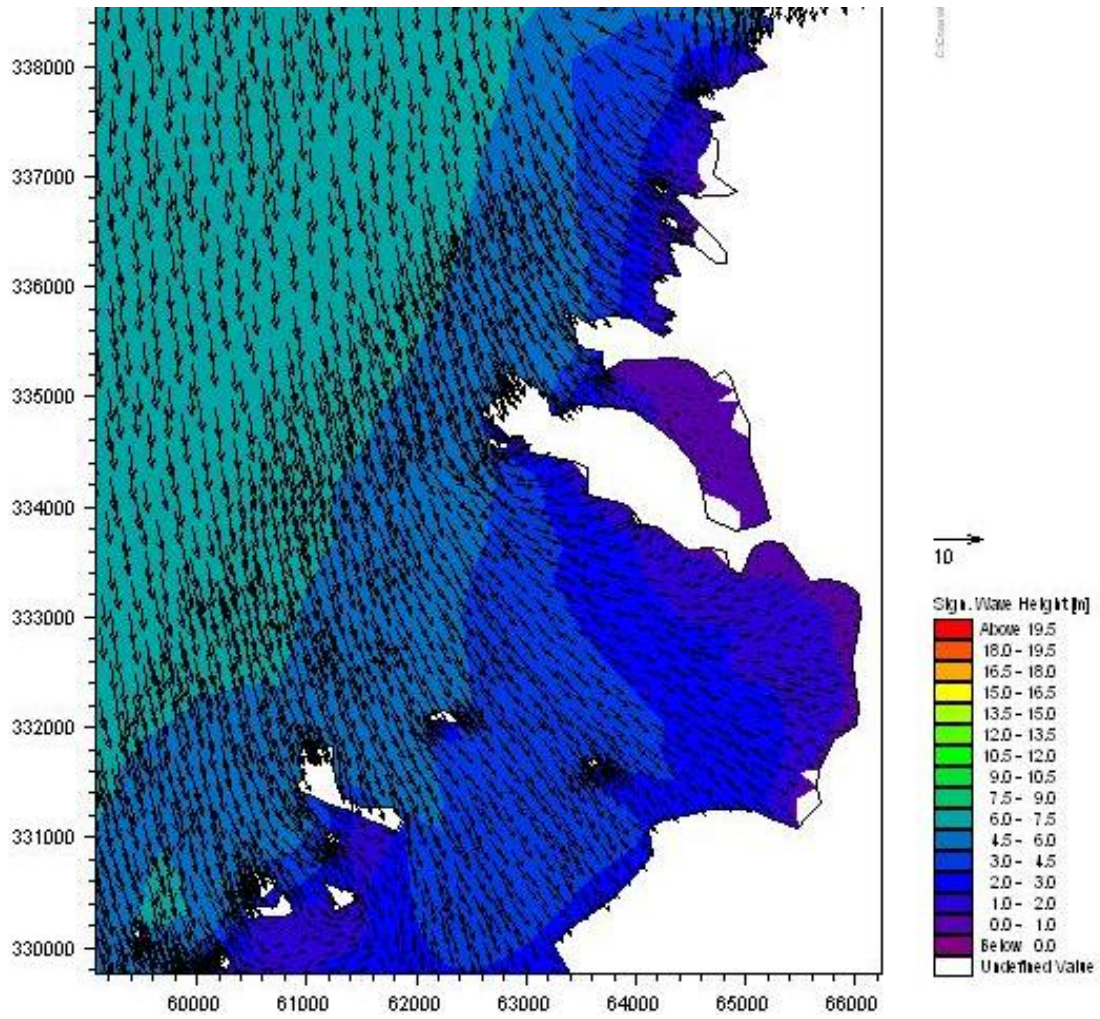 338000
337000
336000
335000
334000
333000
332000
331000
330000
60000 61000 62000 63000 64000 65000 66000
10
Sign. Wave Height [m]
Above 19.5
18.0 - 19.5
16.5 - 18.0
15.0 - 16.5
13.5 - 15.0
12.0 - 13.5
10.5 - 12.0
9.0 - 10.5
7.5 - 9.0
6.0 - 7.5
4.5 - 6.0
3.0 - 4.5
2.0 - 3.0
1.0 - 2.0
0.0 - 1.0
Below 0.0
Undefined Value